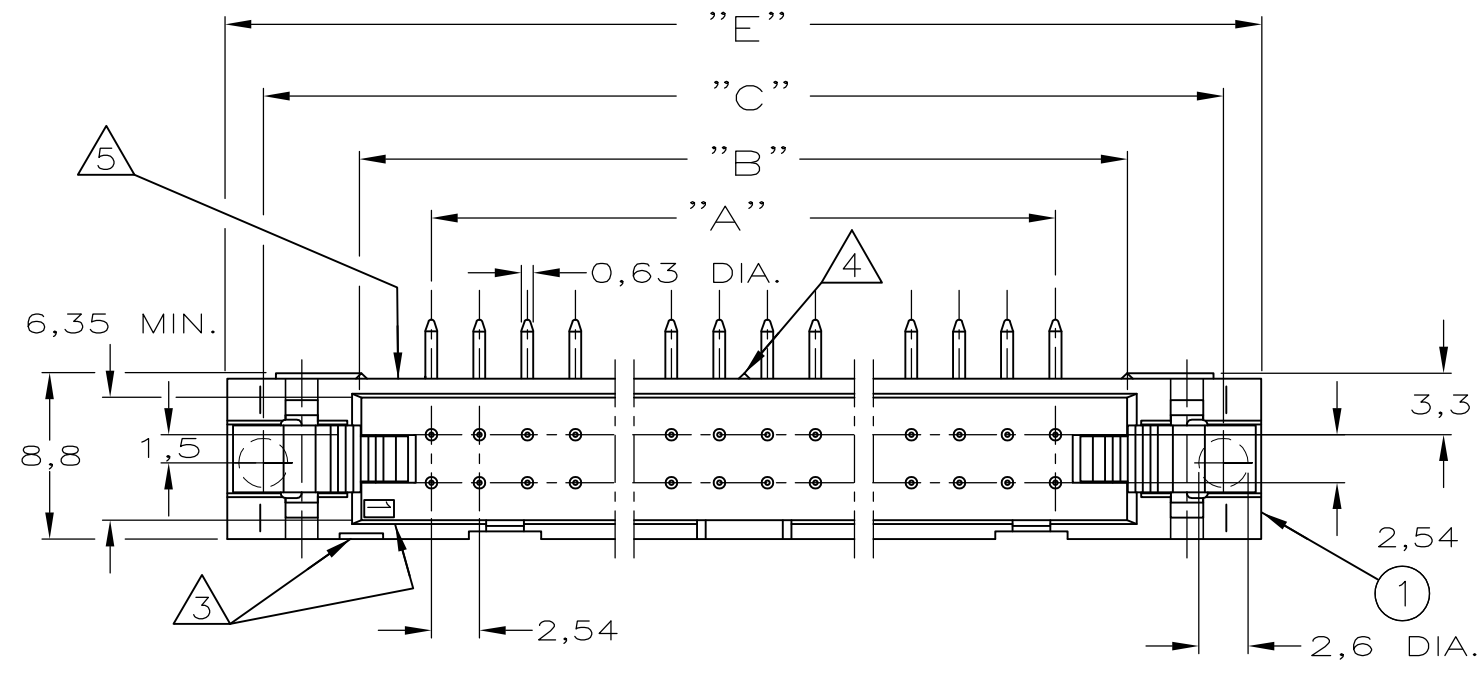 ”E”
”C”
”B”
”A”
5
4
0,63 DIA.
6,35 MIN.
3,3
1,5
8,8
1
2,54
3
1
2,54
2,6 DIA.